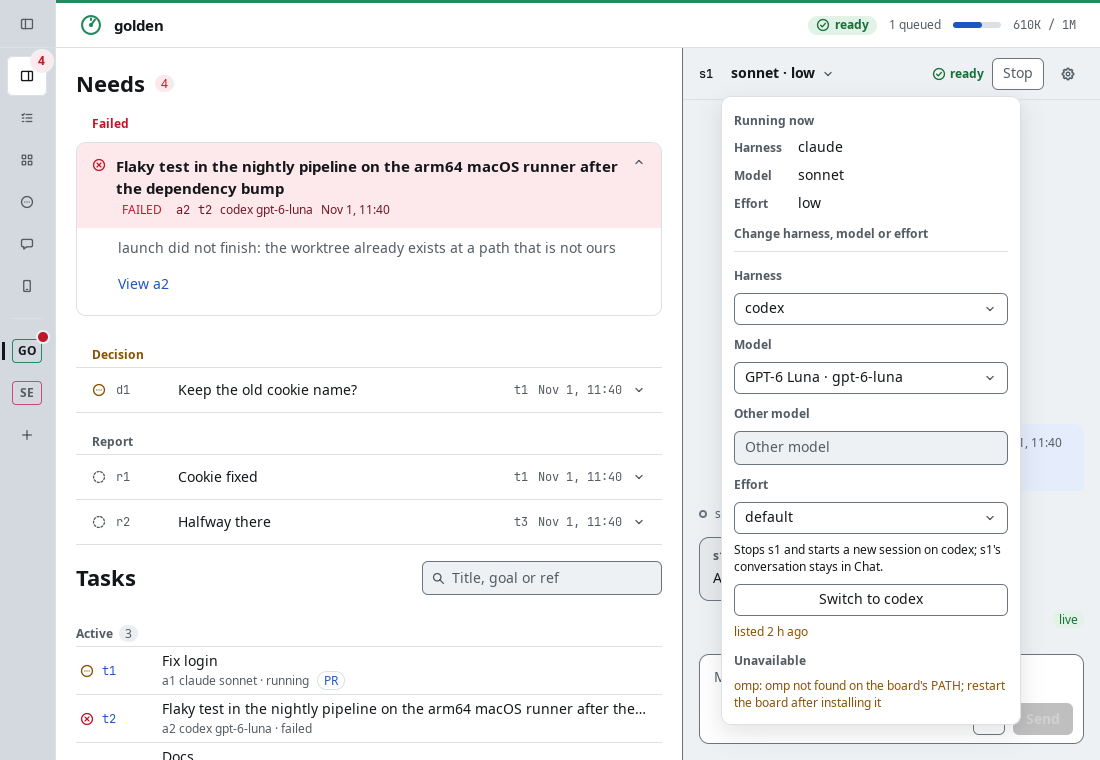 golden
ready
1 queued
610K / 1M
4
GO
SE
Needs 4
Failed
Flaky test in the nightly pipeline on the arm64 macOS runner after
the dependency bump
FAILED a2 t2 codex gpt-6-luna Nov 1, 11:40
launch did not finish: the worktree already exists at a path that is not ours
View a2
Decision
d1 Keep the old cookie name? t1 Nov 1, 11:40
Report
r1 Cookie fixed t1 Nov 1, 11:40
r2 Halfway there t3 Nov 1, 11:40
Tasks
Title, goal or ref
Active 3
t1 Fix login
a1 claude sonnet · running PR
t2 Flaky test in the nightly pipeline on the arm64 macOS runner after the…
a2 codex gpt-6-luna · failed
Docs
s1 sonnet · low
ready
Stop
Running now
Harness claude
Model sonnet
Effort low
Change harness, model or effort
Harness
codex
Model
GPT-6 Luna · gpt-6-luna
Other model
Other model
Effort
default
Stops s1 and starts a new session on codex; s1's
conversation stays in Chat.
Switch to codex
listed 2 h ago
Unavailable
omp: omp not found on the board's PATH; restart
the board after installing it
11:40
live
Send